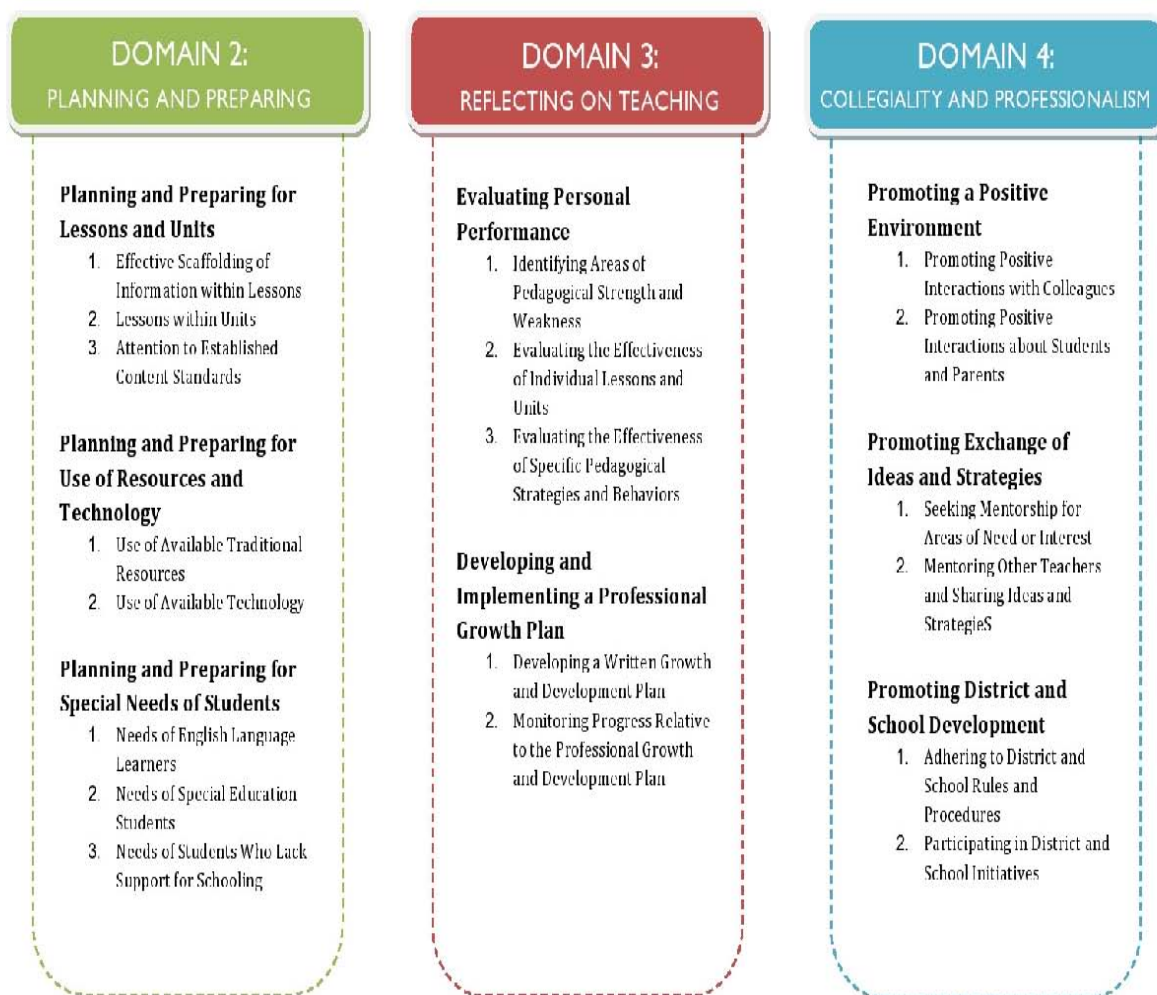 DOMAIN 2:
PLANNING AND PREPARING
Planning and Preparing for
Lessons and Units
1. Effective Scaffolding of
Information within Lessons
2. Lessons within Units
3. Attention to Established
Content Standards
Planning and Preparing for
Use of Resources and
Technology
1. Use of Available Traditional
Resources
2. Use of Available Technology
Planning and Preparing for
Special Needs of Students
1. Needs of English Language
Learners
2. Needs of Special Education
Students
3. Needs of Students Who Lack
Support for Schooling
DOMAIN 3:
REFLECTING ON TEACHING
Evaluating Personal
Performance
1. Identifying Areas of
Pedagogical Strength and
Weakness
2. Evaluating the Effectiveness
of Individual Lessons and
Units
3. Evaluating the Effectiveness
of Specific Pedagogical
Strategies and Behaviors
Developing and
Implementing a Professional
Growth Plan
1. Developing a Written Growth
and Development Plan
2. Monitoring Progress Relative
to the Professional Growth
and Development Plan
DOMAIN 4:
COLLEGIALITY AND PROFESSIONALISM
Promoting a Positive
Environment
1. Promoting Positive
Interactions with Colleagues
2. Promoting Positive
Interactions about Students
and Parents
Promoting Exchange of
Ideas and Strategies
1. Seeking Mentorship for
Areas of Need or Interest
2. Mentoring Other Teachers
and Sharing Ideas and
StrategieS
Promoting District and
School Development
1. Adhering to District and
School Rules and
Procedures
2. Participating in District and
School Initiatives